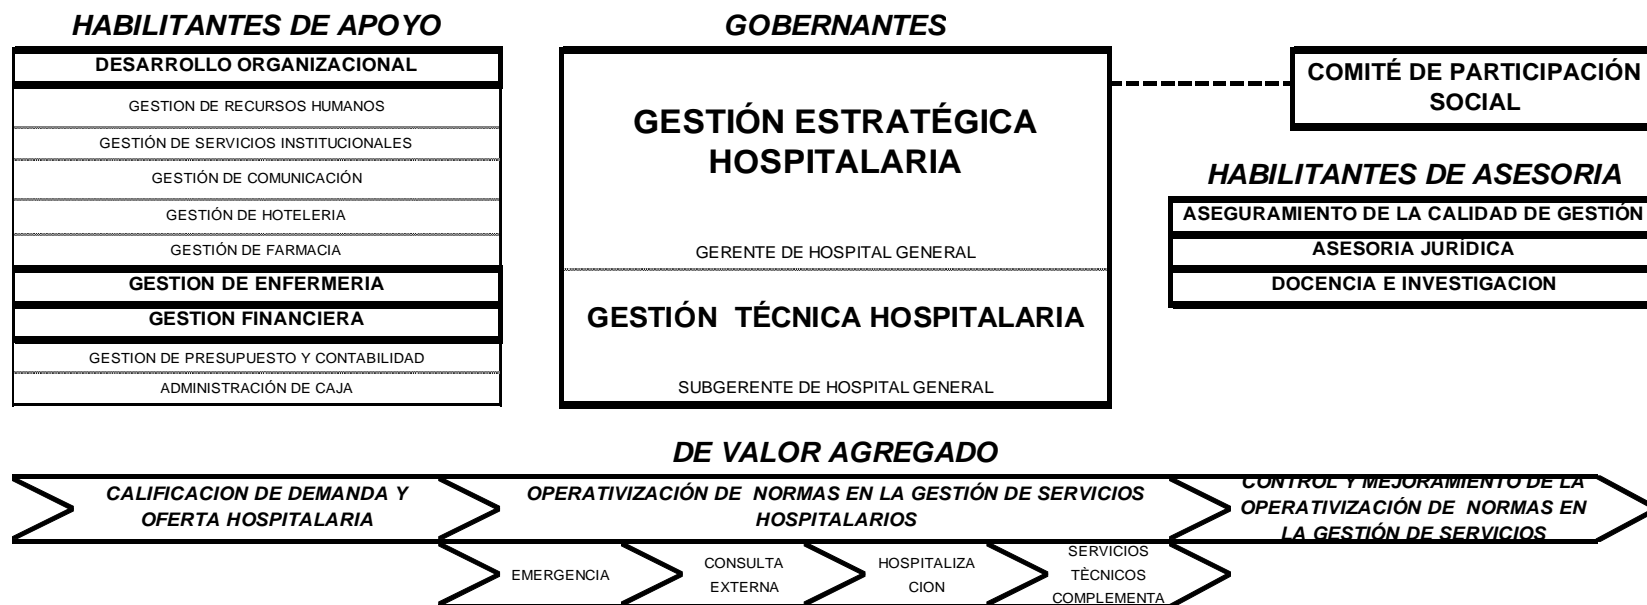 HABILITANTES DE APOYO
DESARROLLO ORGANIZACIONAL
GESTION DE RECURSOS HUMANOS
GESTIÓN DE SERVICIOS INSTITUCIONALES
GESTIÓN DE COMUNICACIÓN
GESTIÓN DE HOTELERIA
GESTIÓN DE FARMACIA
GESTION DE ENFERMERIA
GESTION FINANCIERA
GESTION DE PRESUPUESTO Y CONTABILIDAD
ADMINISTRACIÓN DE CAJA
GOBERNANTES
GESTIÓN ESTRATÉGICA
HOSPITALARIA
GERENTE DE HOSPITAL GENERAL
GESTIÓN TÉCNICA HOSPITALARIA
SUBGERENTE DE HOSPITAL GENERAL
COMITÉ DE PARTICIPACIÓN
SOCIAL
HABILITANTES DE ASESORIA
ASEGURAMIENTO DE LA CALIDAD DE GESTIÓN
ASESORIA JURÍDICA
DOCENCIA E INVESTIGACION
DE VALOR AGREGADO
CALIFICACION DE DEMANDA Y
OFERTA HOSPITALARIA
OPERATIVIZACIÓN DE NORMAS EN LA GESTIÓN DE SERVICIOS
HOSPITALARIOS
CONTROL Y MEJORAMIENTO DE LA
OPERATIVIZACIÓN DE NORMAS EN
LA GESTIÓN DE SERVICIOS
EMERGENCIA
CONSULTA
EXTERNA
HOSPITALIZA
CION
SERVICIOS
TÈCNICOS
COMPLEMENTA